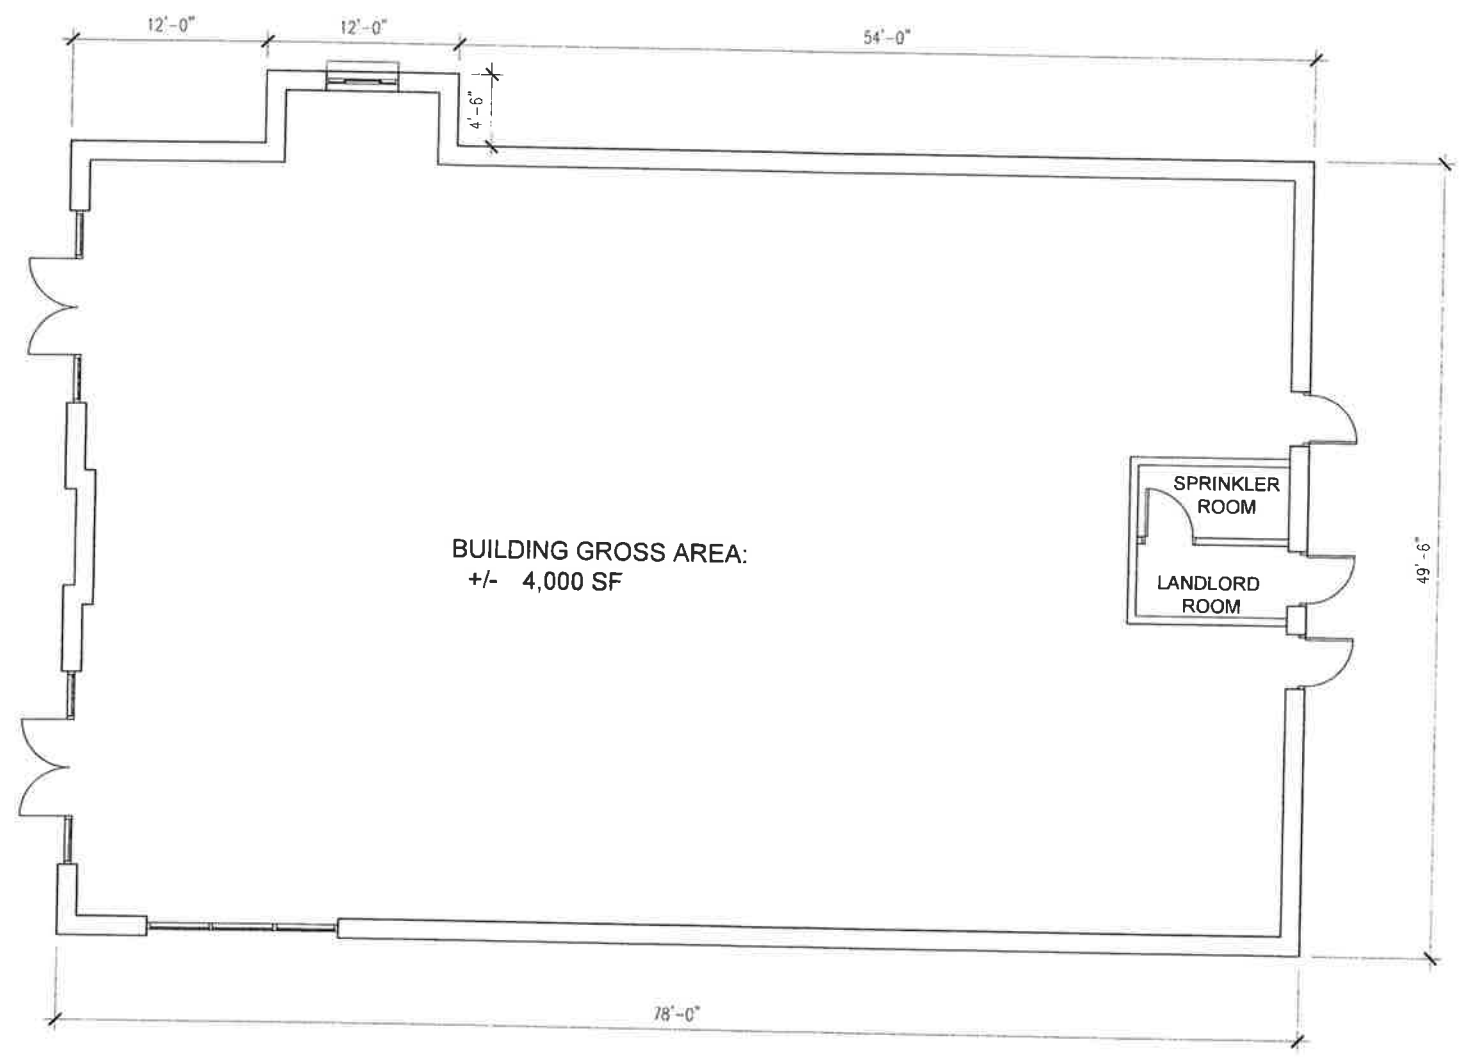 12'-0"
12'-0"
54'-0"
4'-6"
SPRINKLER
ROOM
BUILDING GROSS AREA:
+/- 4,000 SF
LANDLORD
ROOM
49'-6"
78'-0"